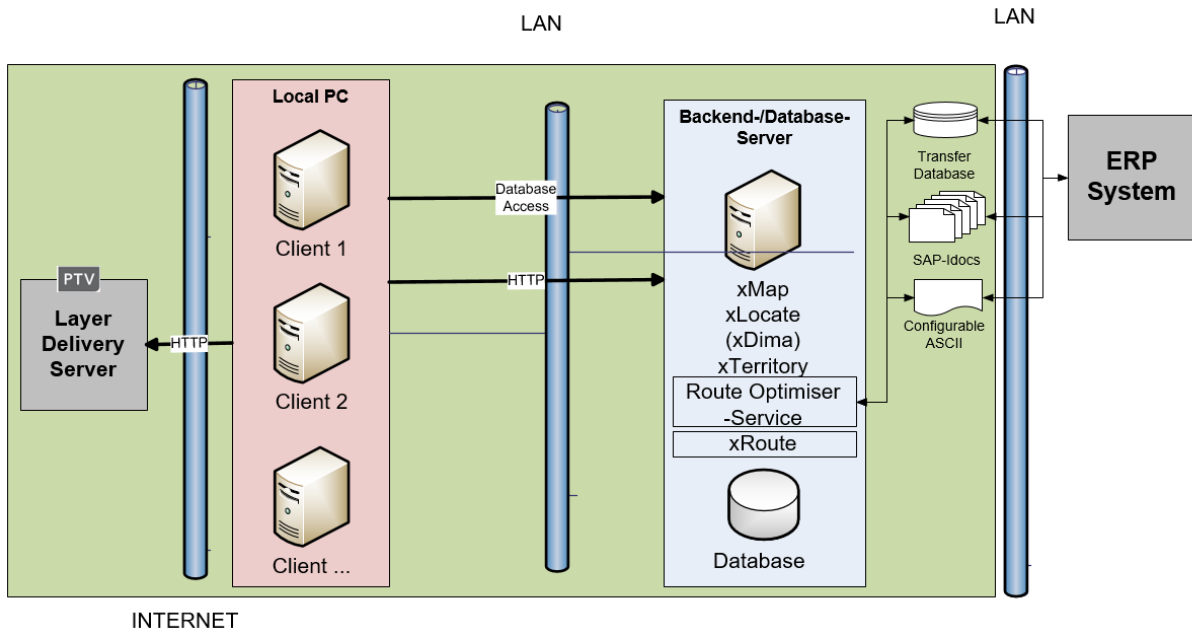 LAN
LAN
Local PC
Client 1
Client 2
Client ...
Database
Access
HTTP
HTTP
PTV
Layer
Delivery
Server
INTERNET
Backend-/Database-
Server
xMap
xLocate
(xDima)
xTerritory
Route Optimiser
-Service
xRoute
Database
Transfer
Database
SAP-Idocs
Configurable
ASCII
ERP
System